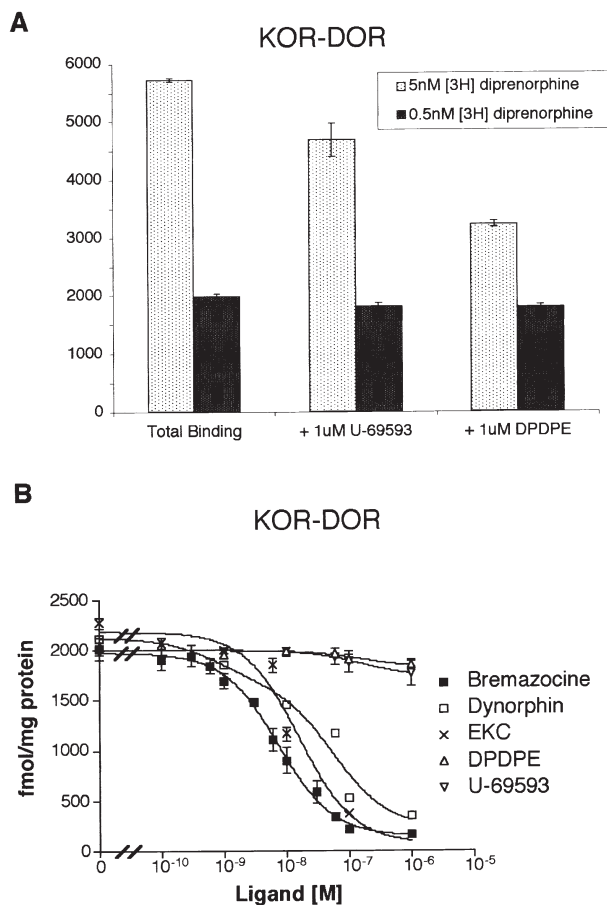 A
KOR-DOR
6000
5000
4000
3000
2000
1000
0
5nM [3H] diprenorphine
0.5nM [3H] diprenorphine
Total Binding
+ 1uM U-69593
+ 1uM DPDPE
B
KOR-DOR
fmol/mg protein
2500
2000
1500
1000
500
0
Bremazocine
Dynorphin
EKC
DPDPE
U-69593
0 10⁻¹⁰ 10⁻⁹ 10⁻⁸ 10⁻⁷ 10⁻⁶ 10⁻⁵
Ligand [M]